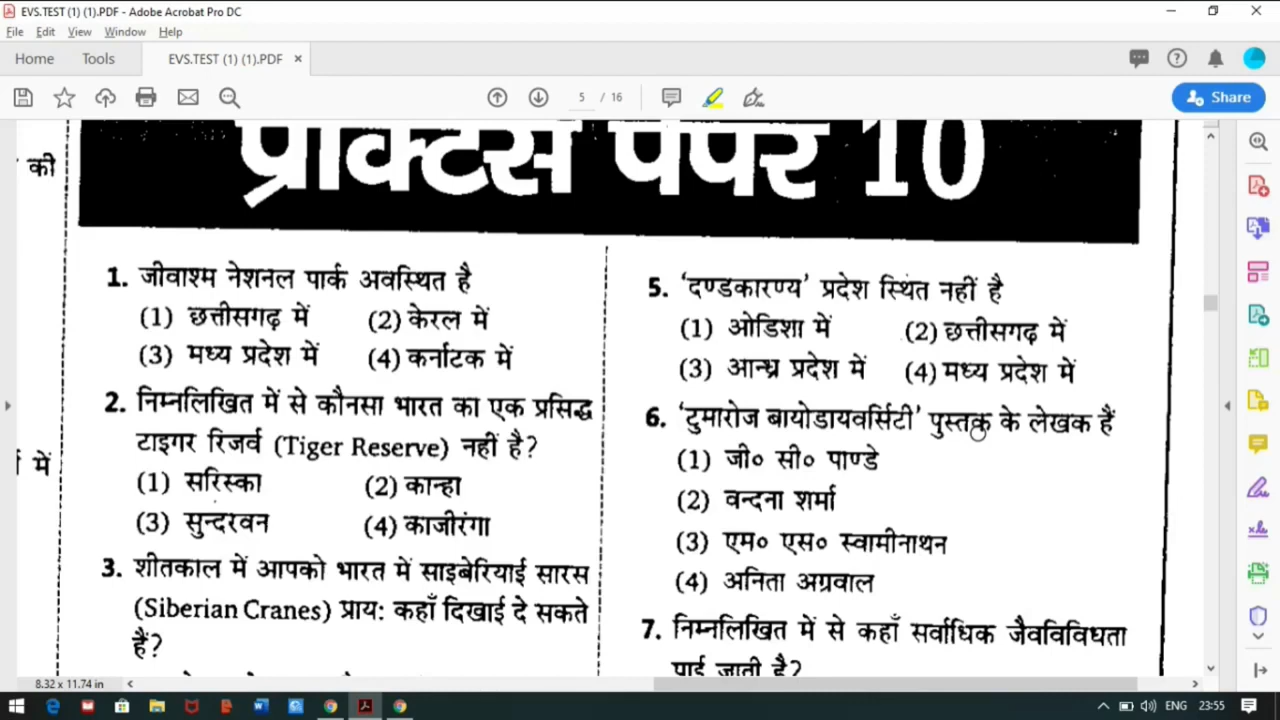 EVS.TEST (1) (1).PDF - Adobe Acrobat Pro DC
File Edit View Window Help
Home Tools EVS.TEST (1) (1).PDF ×
5 / 16
Share
की
प्रैक्टिस पेपर 10
में
1. जीवाश्म नेशनल पार्क अवस्थित है
(1) छत्तीसगढ़ में (2) केरल में
(3) मध्य प्रदेश में (4) कर्नाटक में
2. निम्नलिखित में से कौनसा भारत का एक प्रसिद्ध
टाइगर रिजर्व (Tiger Reserve) नहीं है?
(1) सरिस्का (2) कान्हा
(3) सुन्दरवन (4) काजीरंगा
3. शीतकाल में आपको भारत में साइबेरियाई सारस
(Siberian Cranes) प्राय: कहाँ दिखाई दे सकते
हैं?
5. 'दण्डकारण्य' प्रदेश स्थित नहीं है
(1) ओडिशा में (2) छत्तीसगढ़ में
(3) आन्ध्र प्रदेश में (4) मध्य प्रदेश में
6. 'टुमारोज बायोडायवर्सिटी' पुस्तक के लेखक हैं
(1) जी० सी० पाण्डे
(2) वन्दना शर्मा
(3) एम० एस० स्वामीनाथन
(4) अनिता अग्रवाल
7. निम्नलिखित में से कहाँ सर्वाधिक जैवविविधता
पाई जाती है?
8.32 x 11.74 in
ENG 23:55